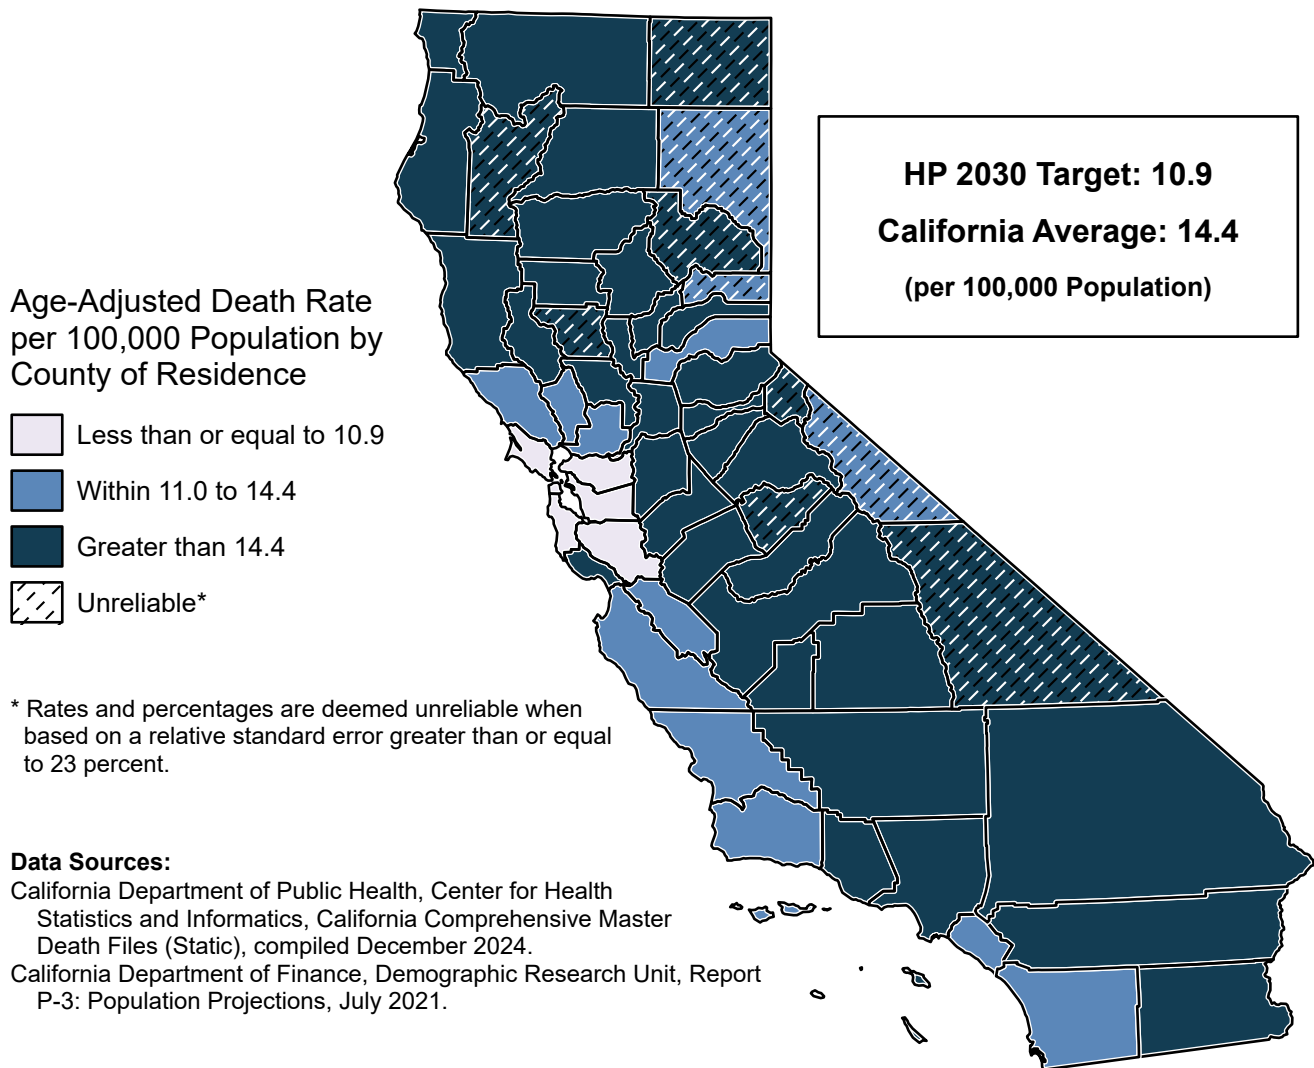 HP 2030 Target: 10.9
California Average: 14.4
(per 100,000 Population)
Age-Adjusted Death Rate
per 100,000 Population by
County of Residence
Less than or equal to 10.9
Within 11.0 to 14.4
Greater than 14.4
Unreliable*
* Rates and percentages are deemed unreliable when
based on a relative standard error greater than or equal
to 23 percent.
Data Sources:
California Department of Public Health, Center for Health
Statistics and Informatics, California Comprehensive Master
Death Files (Static), compiled December 2024.
California Department of Finance, Demographic Research Unit, Report
P-3: Population Projections, July 2021.